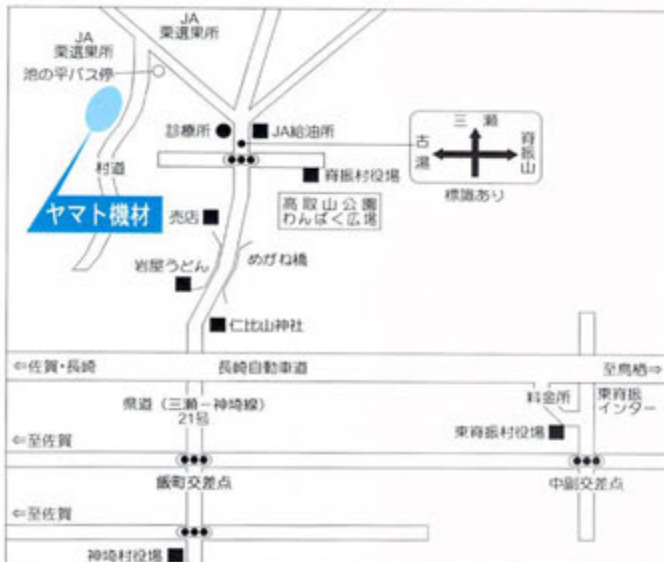 JA
栗選果所
JA
栗選果所
池の平バス停
診療所
JA給油所
三瀬
古湯
脊振山
標識あり
村道
脊振村役場
ヤマト機材
売店
高取山公園
わんぱく広場
岩屋うどん
めがね橋
仁比山神社
⇐佐賀・長崎
長崎自動車道
至鳥栖⇒
県道(三瀬−神埼線)
21号
料金所
東脊振
インター
東脊振村役場
⇐至佐賀
飯町交差点
中副交差点
⇐至佐賀
神埼村役場